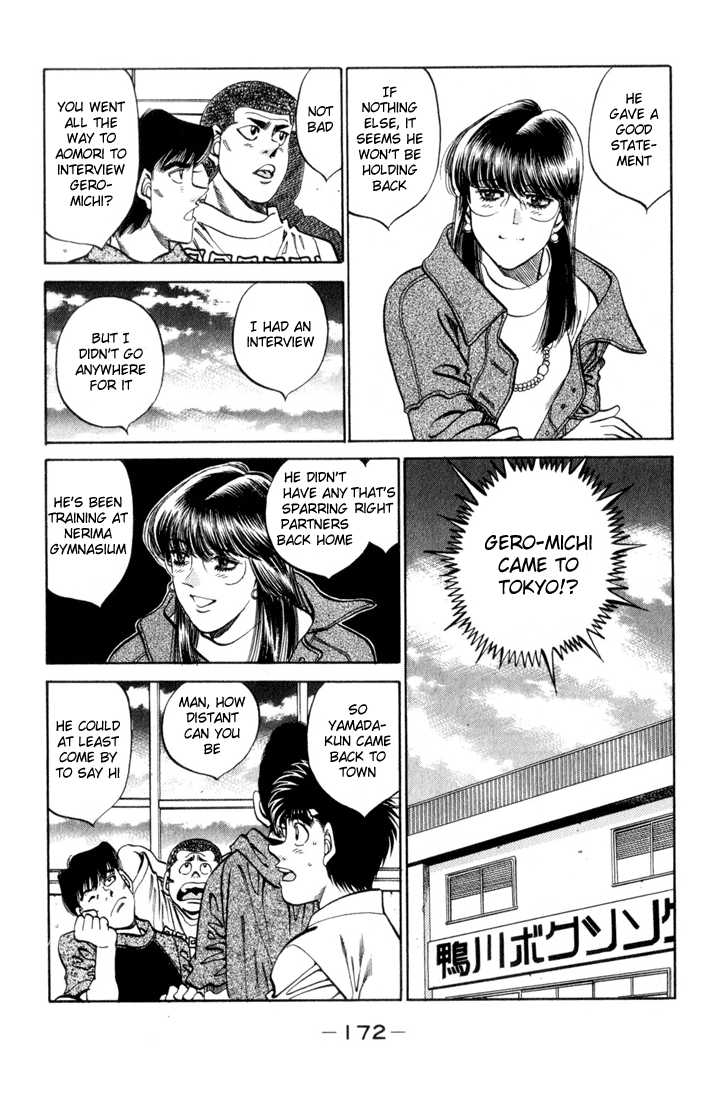 HE
GAVE A
GOOD
STATE-
MENT
IF
NOTHING
ELSE, IT
SEEMS HE
WON'T BE
HOLDING
BACK
NOT
BAD
YOU WENT
ALL THE
WAY TO
AOMORI TO
INTERVIEW
GERO-
MICHI?
I HAD AN
INTERVIEW
BUT I
DIDN'T GO
ANYWHERE
FOR IT
GERO-MICHI
CAME TO
TOKYO!?
鴨川ボクシング
THAT'S
RIGHT
HE DIDN'T
HAVE ANY
SPARRING
PARTNERS
BACK HOME
HE'S BEEN
TRAINING AT
NERIMA
GYMNASIUM
SO
YAMADA-
KUN CAME
BACK TO
TOWN
MAN, HOW
DISTANT
CAN YOU
BE
HE COULD
AT LEAST
COME BY
TO SAY HI
-172-